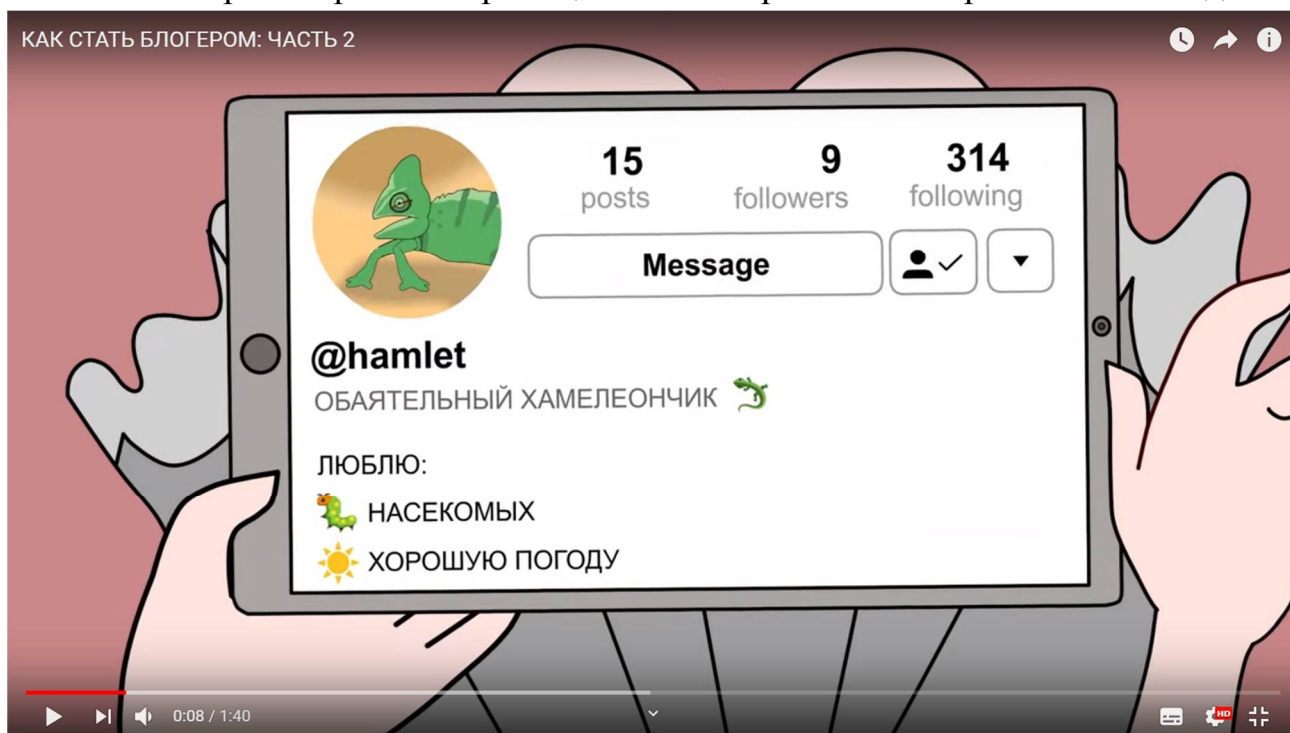 КАК СТАТЬ БЛОГЕРОМ: ЧАСТЬ 2
15 9 314
posts followers following
Message
@hamlet
ОБАЯТЕЛЬНЫЙ ХАМЕЛЕОНЧИК
ЛЮБЛЮ:
НАСЕКОМЫХ
ХОРОШУЮ ПОГОДУ
0:08 / 1:40
HD